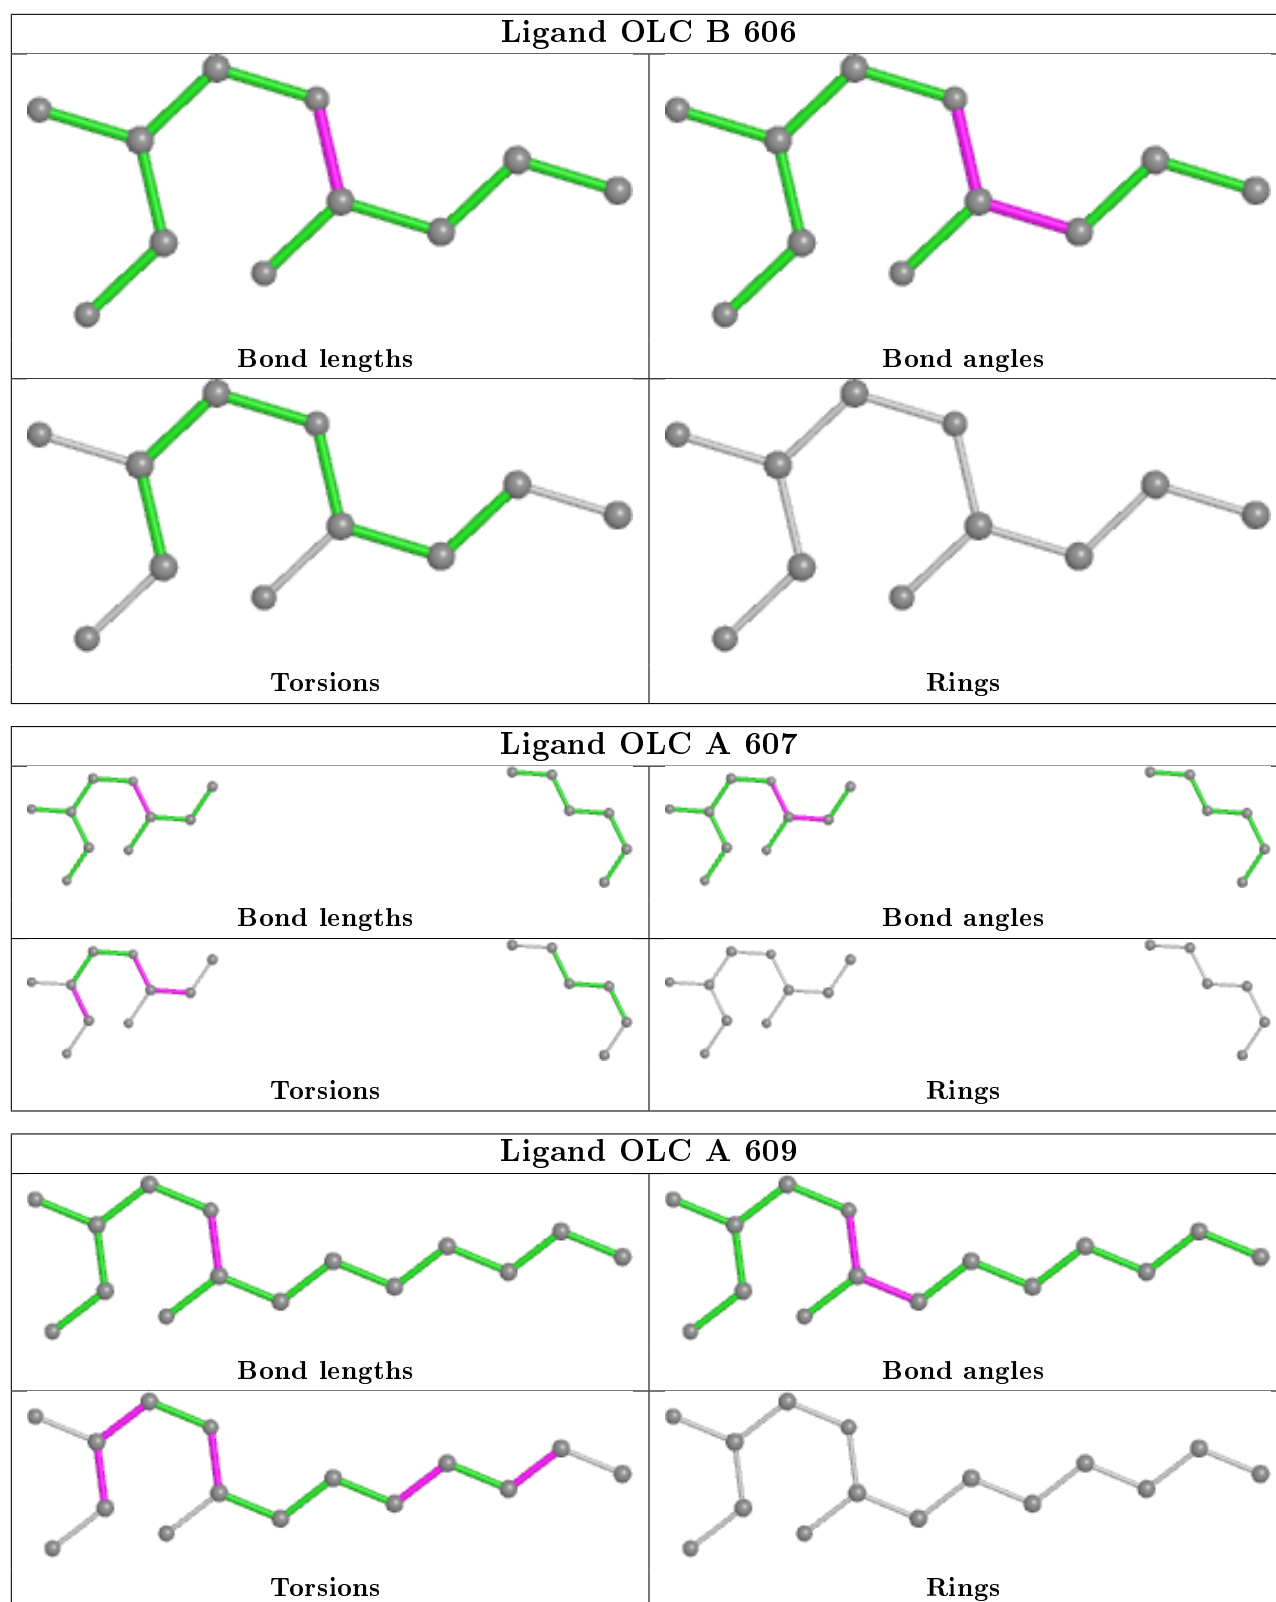 Ligand OLC B 606
Bond lengths
Bond angles
Torsions
Rings
Ligand OLC A 607
Bond lengths
Bond angles
Torsions
Rings
Ligand OLC A 609
Bond lengths
Bond angles
Torsions
Rings